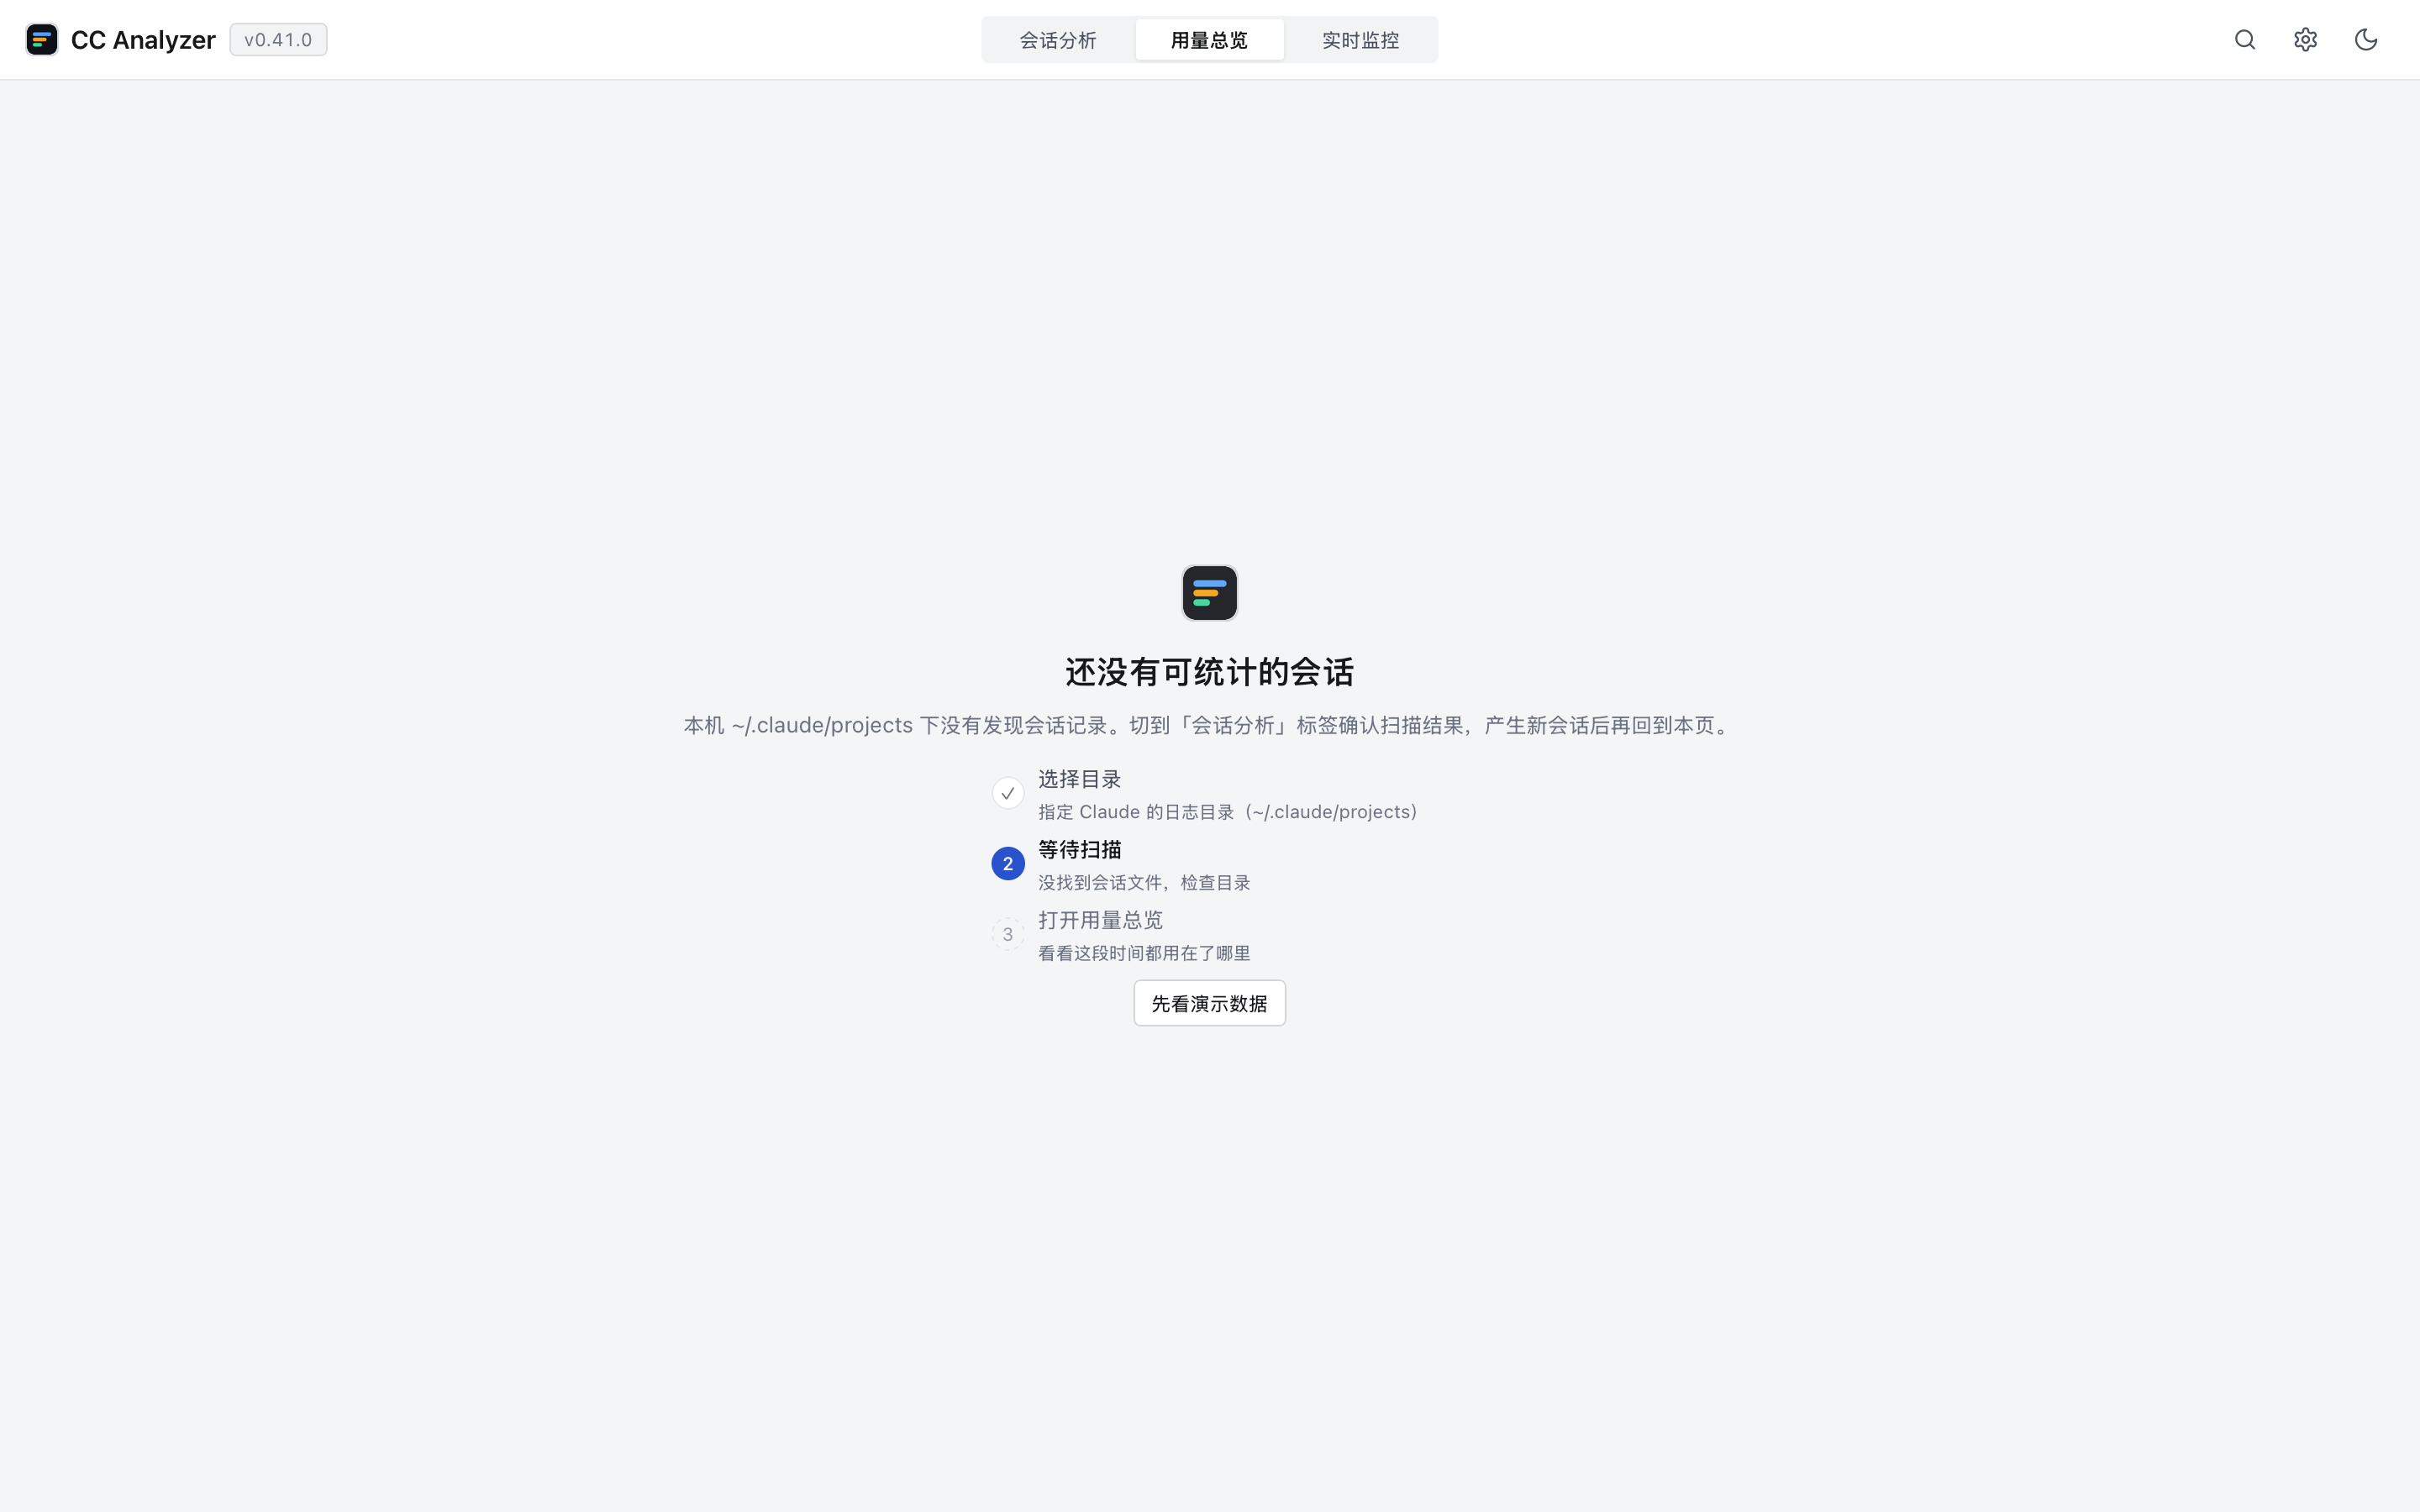 CC Analyzer v0.41.0
会话分析 用量总览 实时监控
还没有可统计的会话
本机 ~/.claude/projects 下没有发现会话记录。切到「会话分析」标签确认扫描结果，产生新会话后再回到本页。
选择目录
指定 Claude 的日志目录（~/.claude/projects）
2 等待扫描
没找到会话文件，检查目录
3 打开用量总览
看看这段时间都用在了哪里
先看演示数据